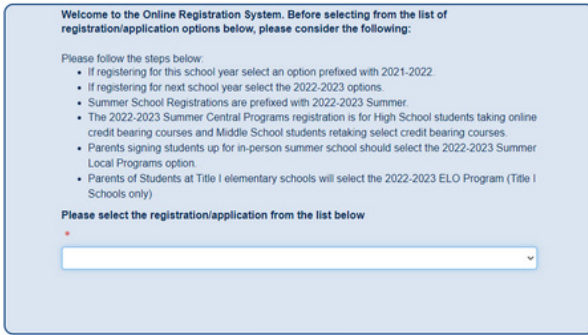 Welcome to the Online Registration System. Before selecting from the list of
registration/application options below, please consider the following:
Please follow the steps below:
• If registering for this school year select an option prefixed with 2021-2022.
• If registering for next school year select the 2022-2023 options.
• Summer School Registrations are prefixed with 2022-2023 Summer.
• The 2022-2023 Summer Central Programs registration is for High School students taking online
credit bearing courses and Middle School students retaking select credit bearing courses.
• Parents signing students up for in-person summer school should select the 2022-2023 Summer
Local Programs option.
• Parents of Students at Title I elementary schools will select the 2022-2023 ELO Program (Title I
Schools only)
Please select the registration/application from the list below
*